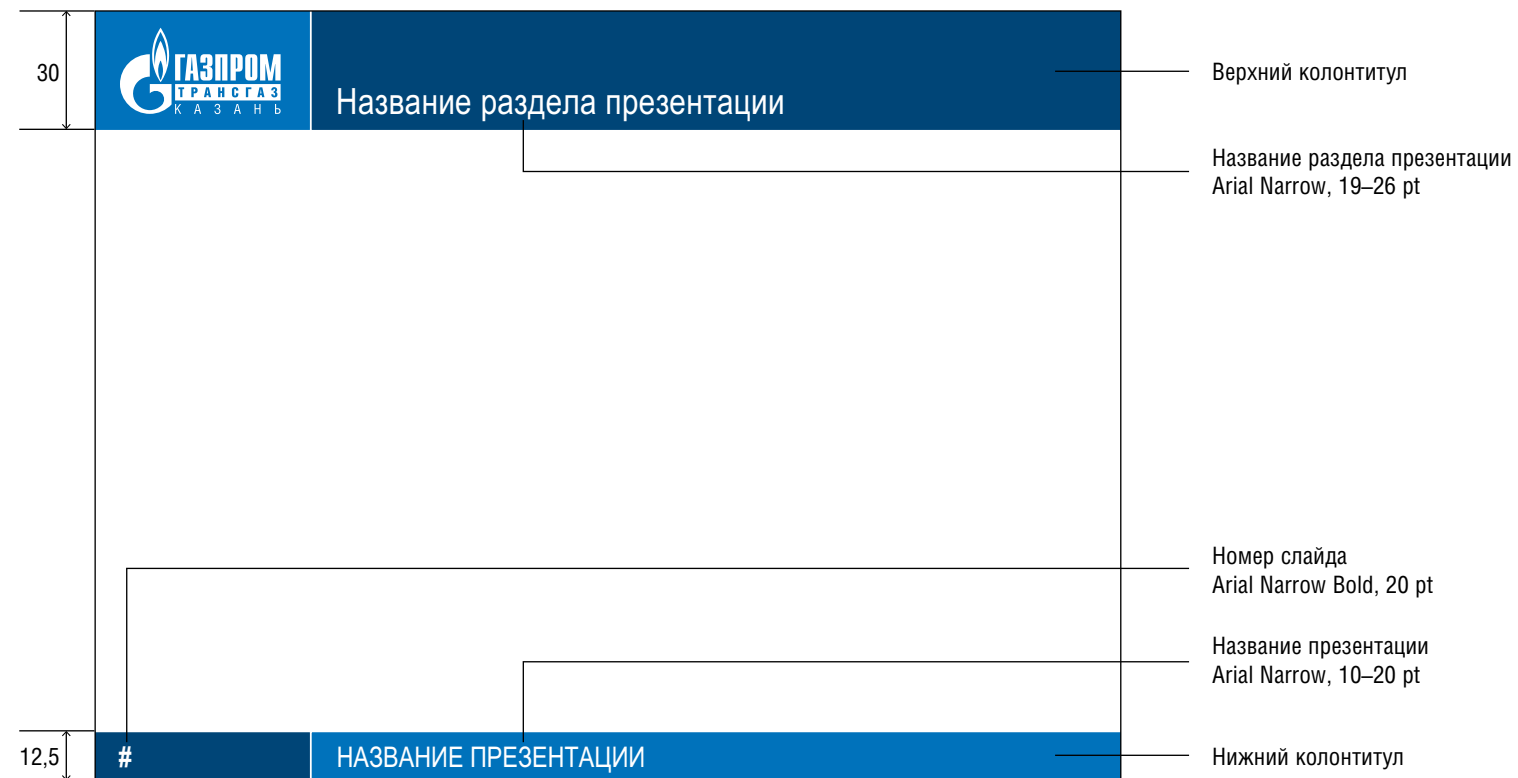 30
ГАЗПРОМ
ТРАНСГАЗ
КАЗАНЬ
Название раздела презентации
Верхний колонтитул
Название раздела презентации
Arial Narrow, 19–26 pt
Номер слайда
Arial Narrow Bold, 20 pt
Название презентации
Arial Narrow, 10–20 pt
12,5
#
НАЗВАНИЕ ПРЕЗЕНТАЦИИ
Нижний колонтитул